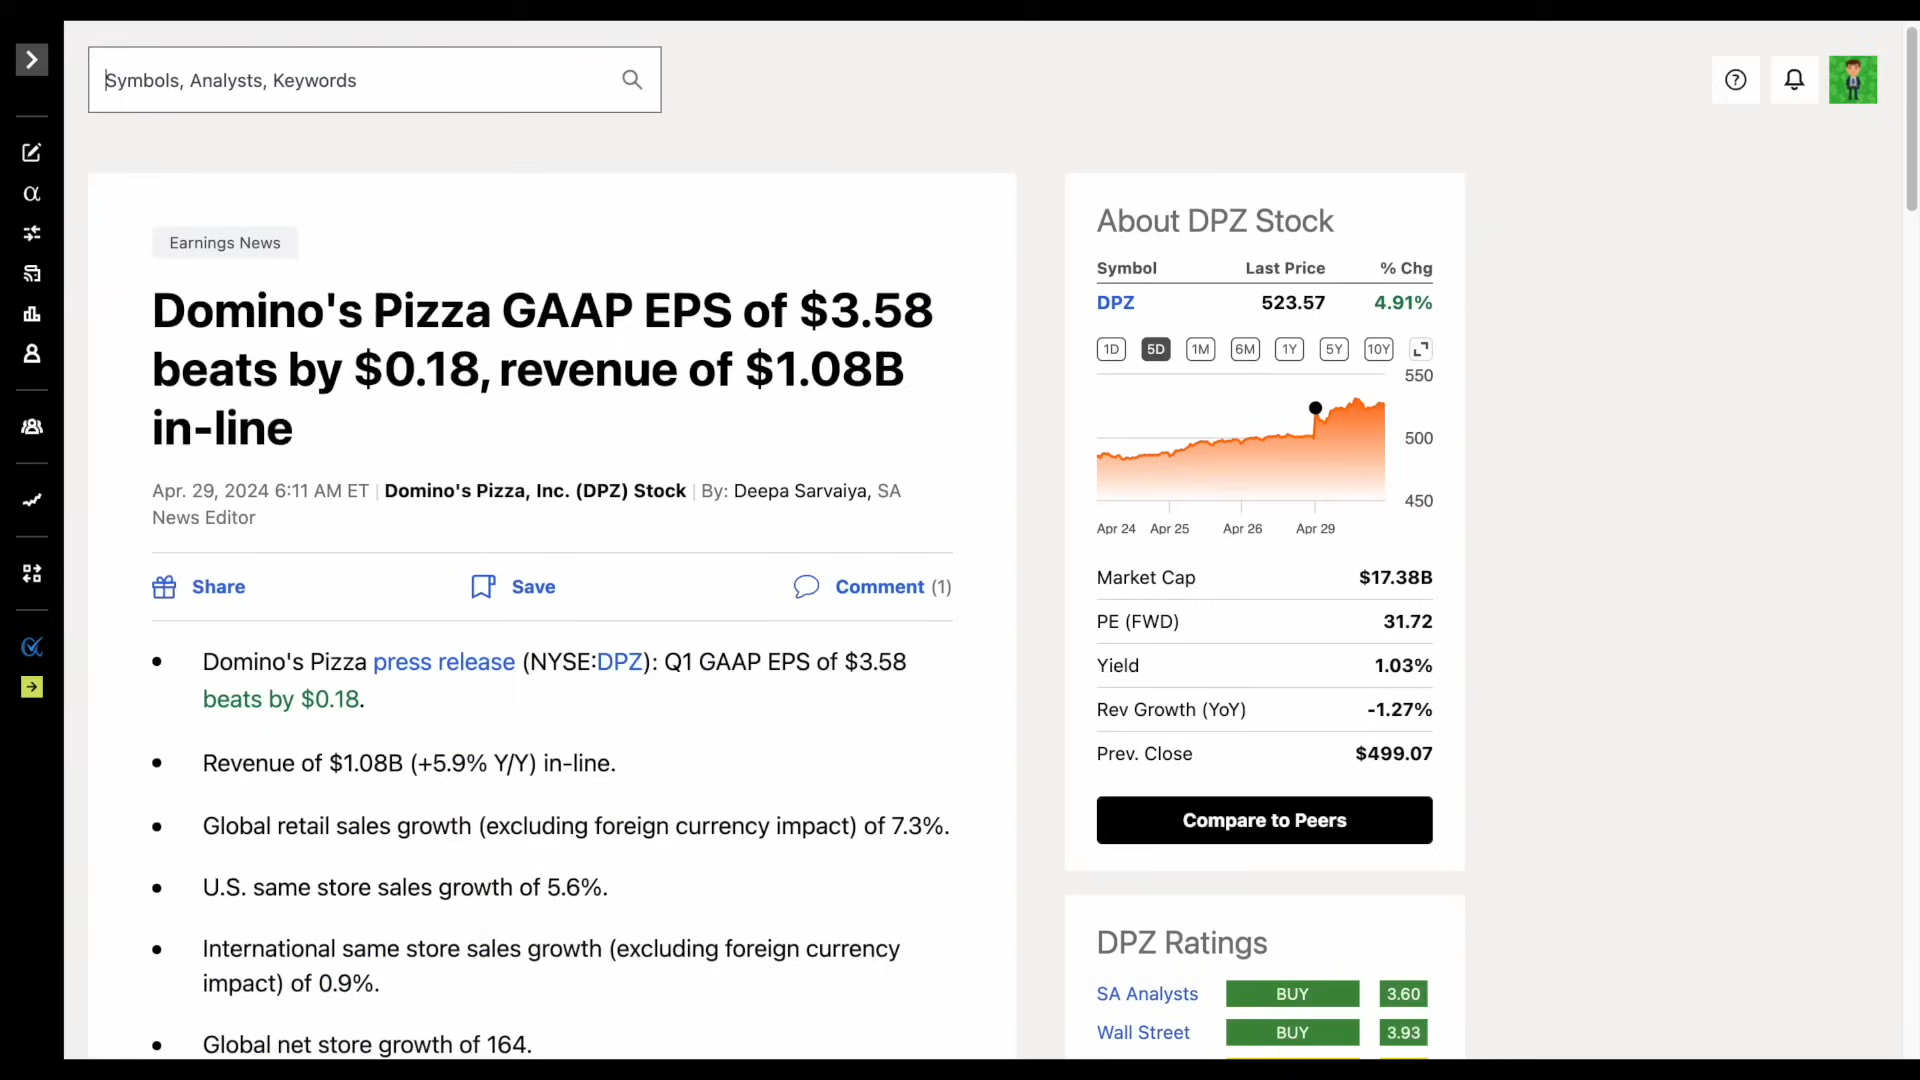 Symbols, Analysts, Keywords
Earnings News
Domino's Pizza GAAP EPS of $3.58
beats by $0.18, revenue of $1.08B
in-line
Apr. 29, 2024 6:11 AM ET | Domino's Pizza, Inc. (DPZ) Stock | By: Deepa Sarvaiya, SA
News Editor
Share Save Comment (1)
• Domino's Pizza press release (NYSE:DPZ): Q1 GAAP EPS of $3.58
beats by $0.18.
• Revenue of $1.08B (+5.9% Y/Y) in-line.
• Global retail sales growth (excluding foreign currency impact) of 7.3%.
• U.S. same store sales growth of 5.6%.
• International same store sales growth (excluding foreign currency
impact) of 0.9%.
• Global net store growth of 164.
About DPZ Stock
Symbol Last Price % Chg
DPZ 523.57 4.91%
1D 5D 1M 6M 1Y 5Y 10Y
550
500
450
Apr 24 Apr 25 Apr 26 Apr 29
Market Cap $17.38B
PE (FWD) 31.72
Yield 1.03%
Rev Growth (YoY) -1.27%
Prev. Close $499.07
Compare to Peers
DPZ Ratings
SA Analysts BUY 3.60
Wall Street BUY 3.93